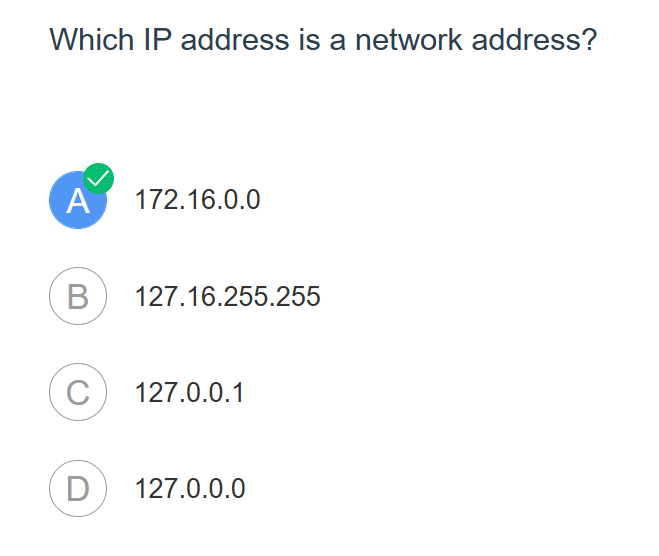 Which IP address is a network address?
A 172.16.0.0
B 127.16.255.255
C 127.0.0.1
D 127.0.0.0